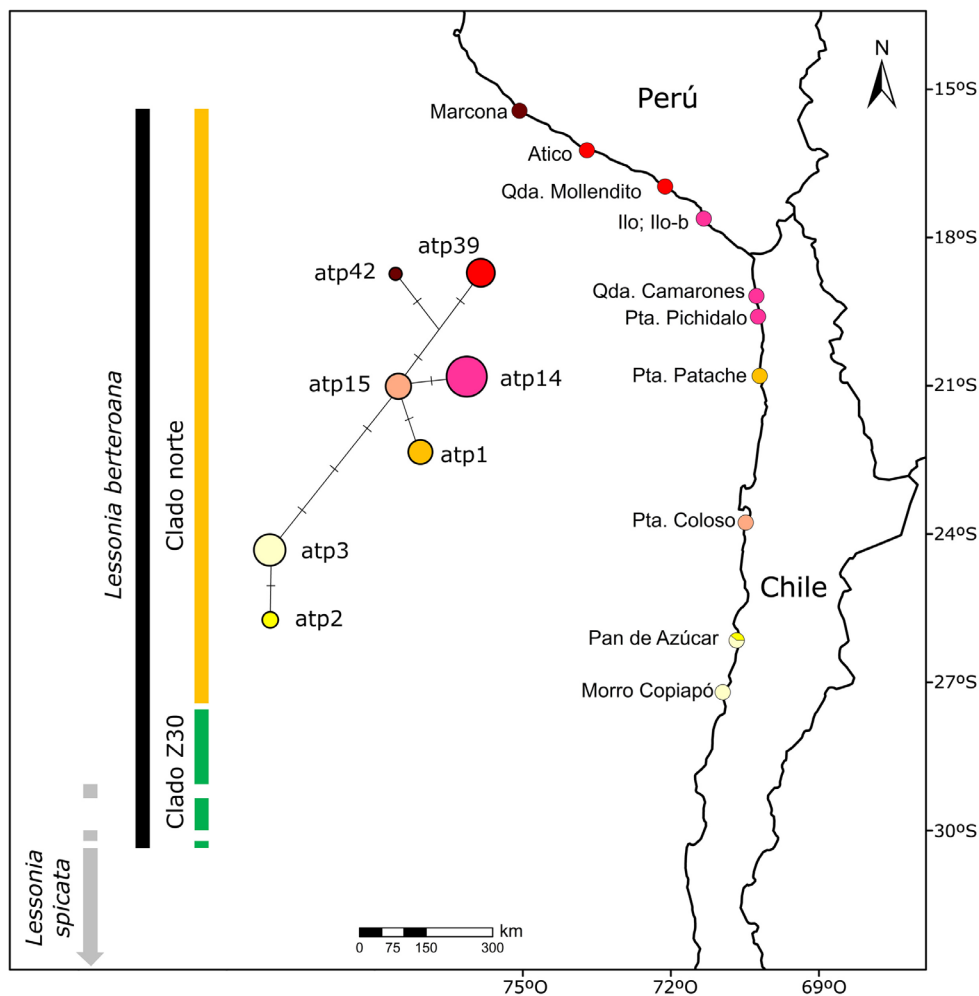 N
15ºS
Perú
Marcona
Atico
Qda. Mollendito
Ilo; Ilo-b
18ºS
atp39
atp42
Qda. Camarones
Pta. Pichidalo
atp15
atp14
Pta. Patache
21ºS
atp1
Lessonia berteroana
Clado norte
Pta. Coloso
24ºS
atp3
Chile
atp2
Pan de Azúcar
Morro Copiapó
27ºS
Clado Z30
30ºS
Lessonia
spicata
km
0 75 150 300
75ºO
72ºO
69ºO